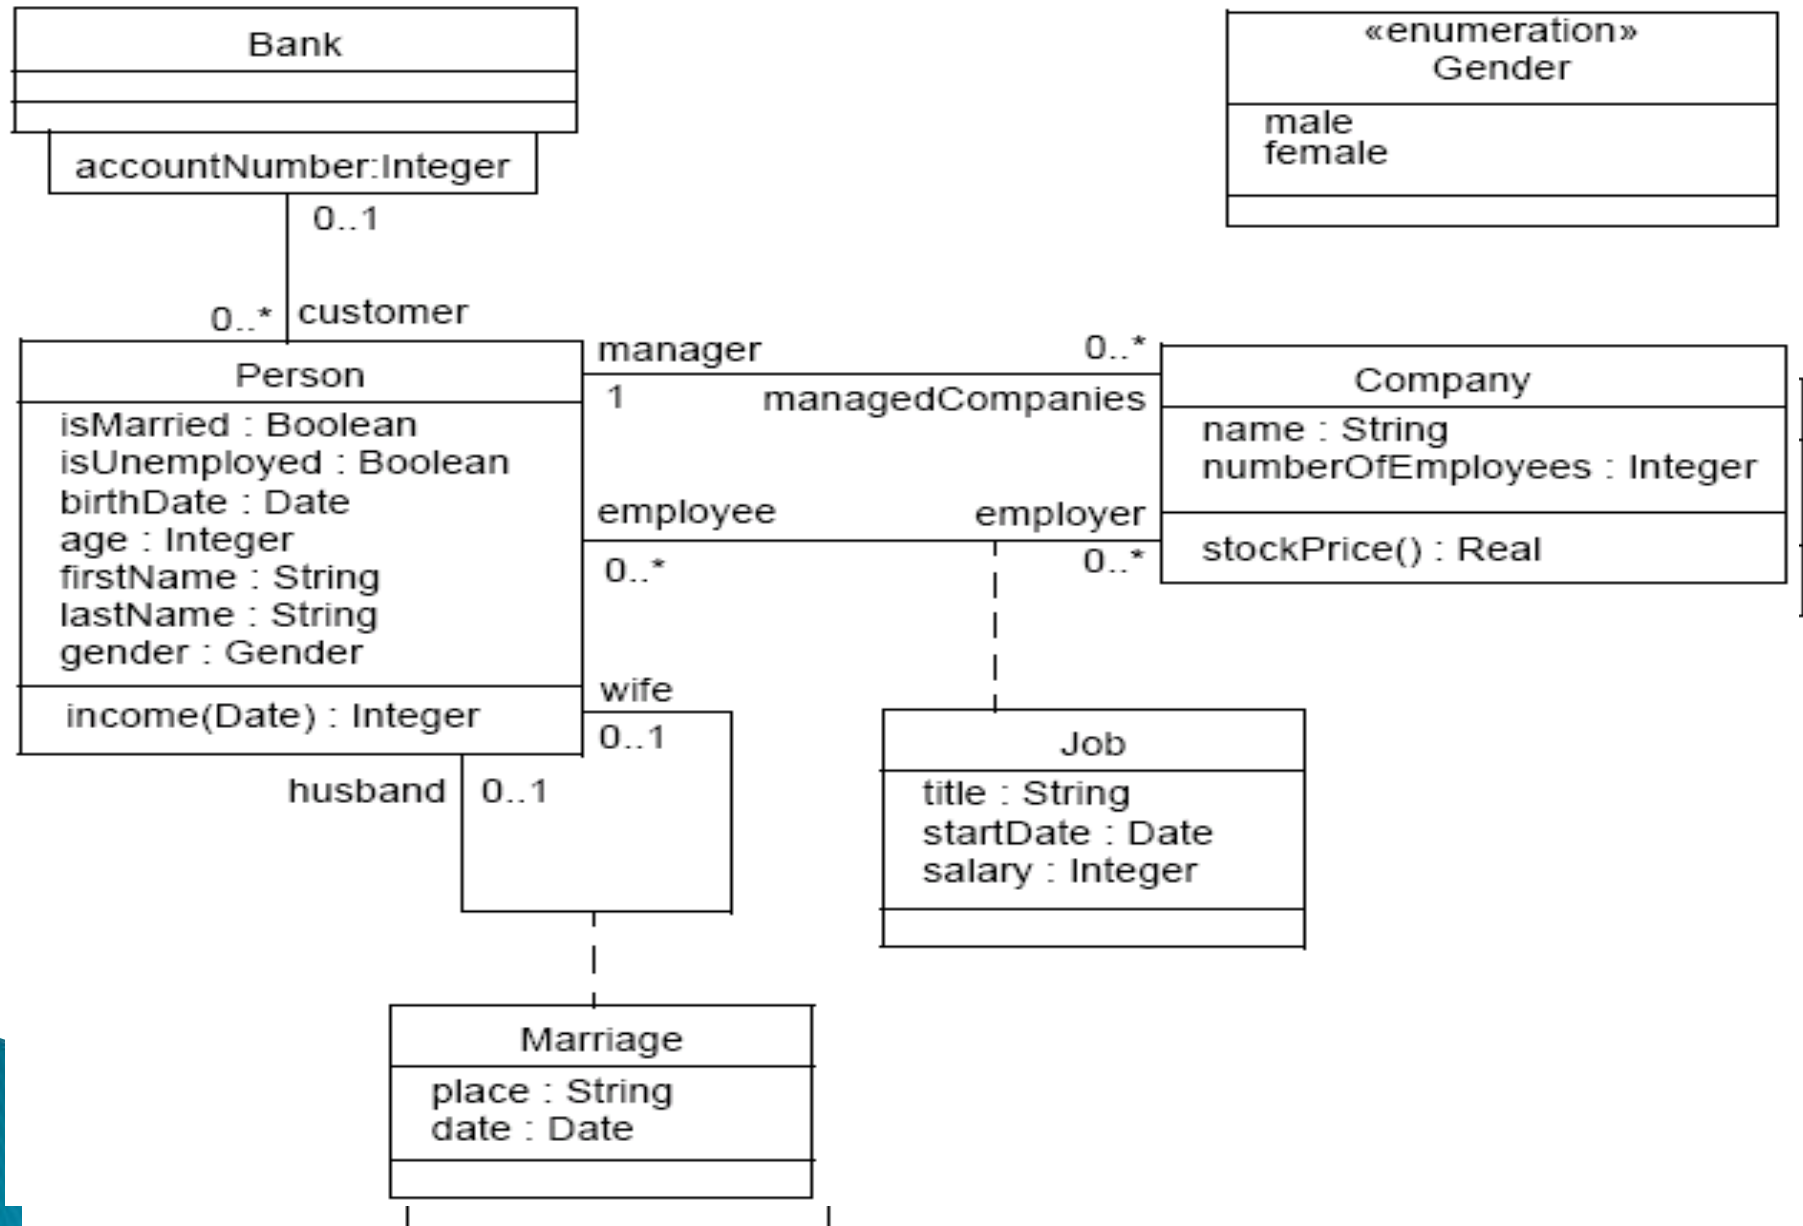 Bank
accountNumber:Integer
0..1
0..*
customer
«enumeration»
Gender
male
female
Person
isMarried : Boolean
isUnemployed : Boolean
birthDate : Date
age : Integer
firstName : String
lastName : String
gender : Gender
income(Date) : Integer
manager
0..*
1
managedCompanies
employee
employer
0..*
0..*
Company
name : String
numberOfEmployees : Integer
stockPrice() : Real
wife
0..1
husband
0..1
Job
title : String
startDate : Date
salary : Integer
Marriage
place : String
date : Date